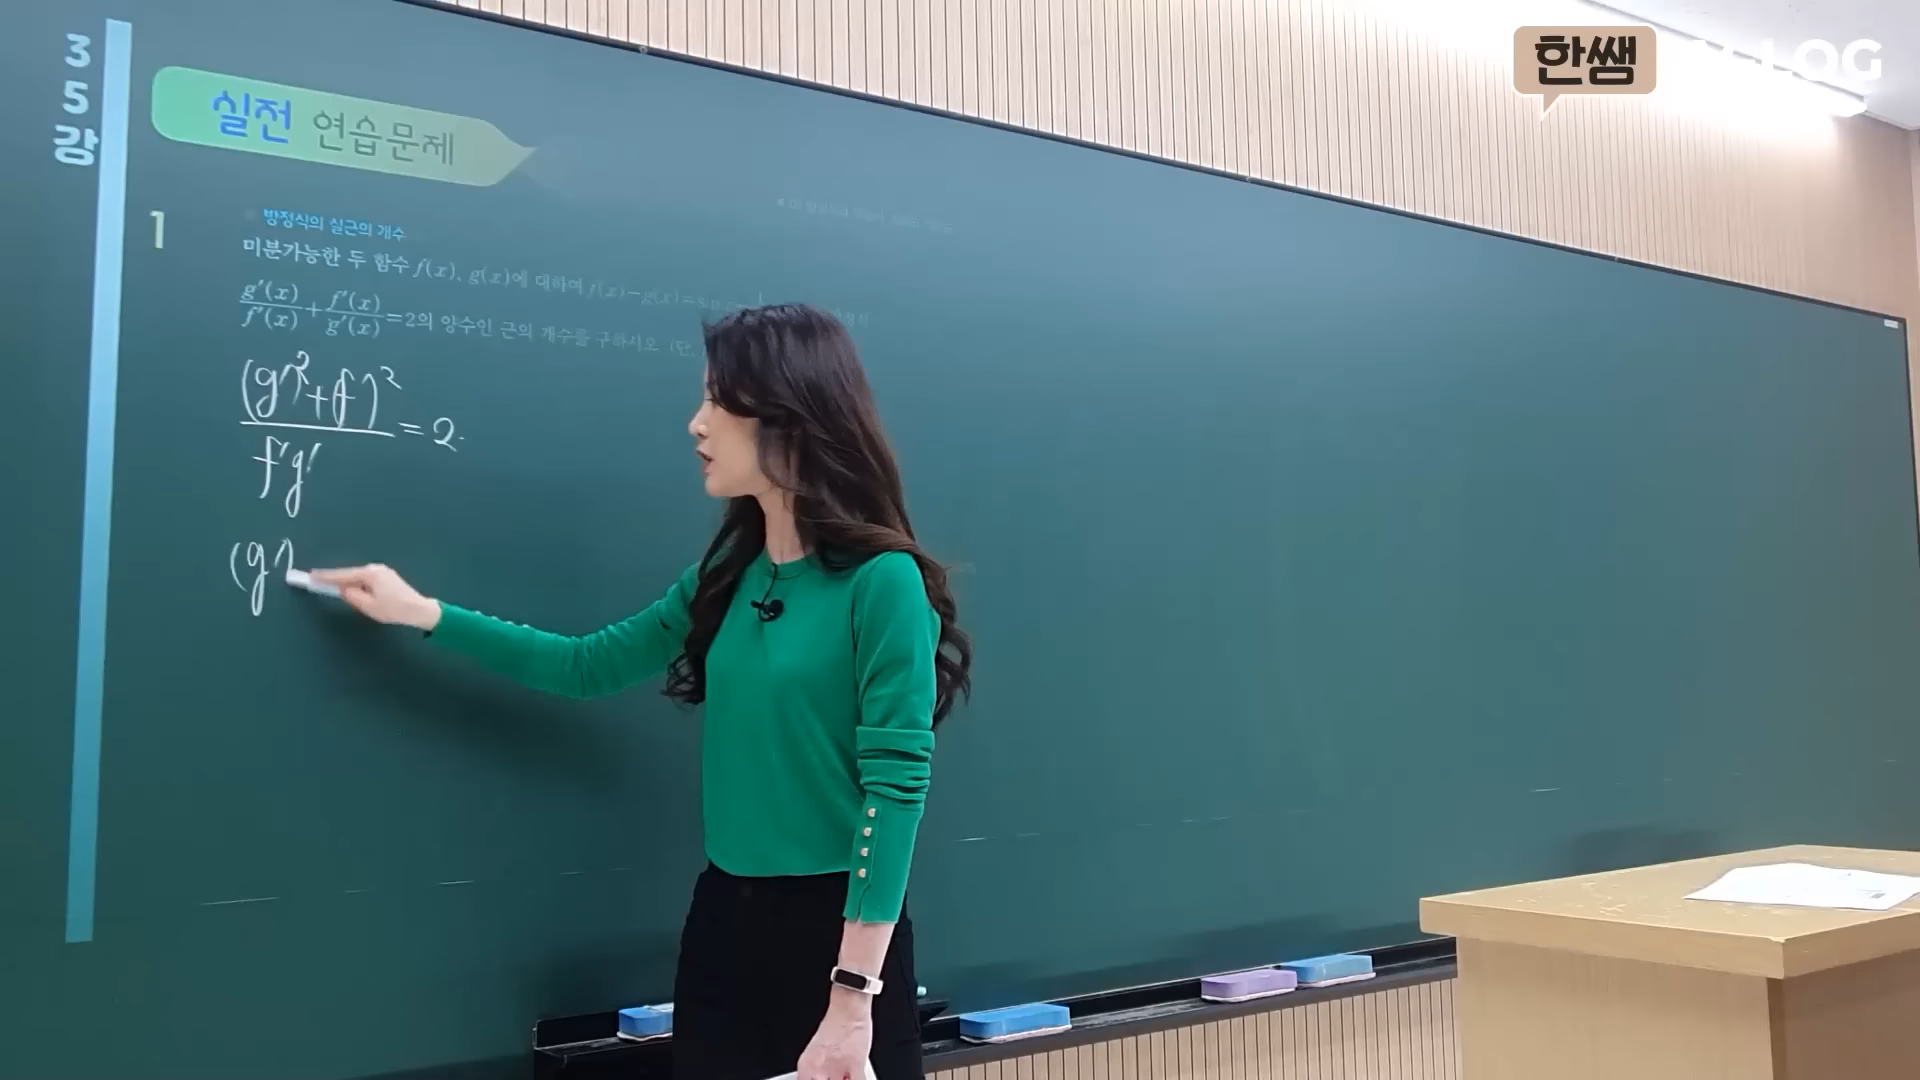 35강
실전 연습문제
1
방정식의 실근의 개수
미분가능한 두 함수 f(x), g(x)에 대하여 f(x)-g(x)=
g'(x)/f'(x) + f'(x)/g'(x) =2의 양수인 근의 개수를 구하시오 (단,
((g')²+(f')²)/f'g' = 2.
(g')
한쌤
LOG